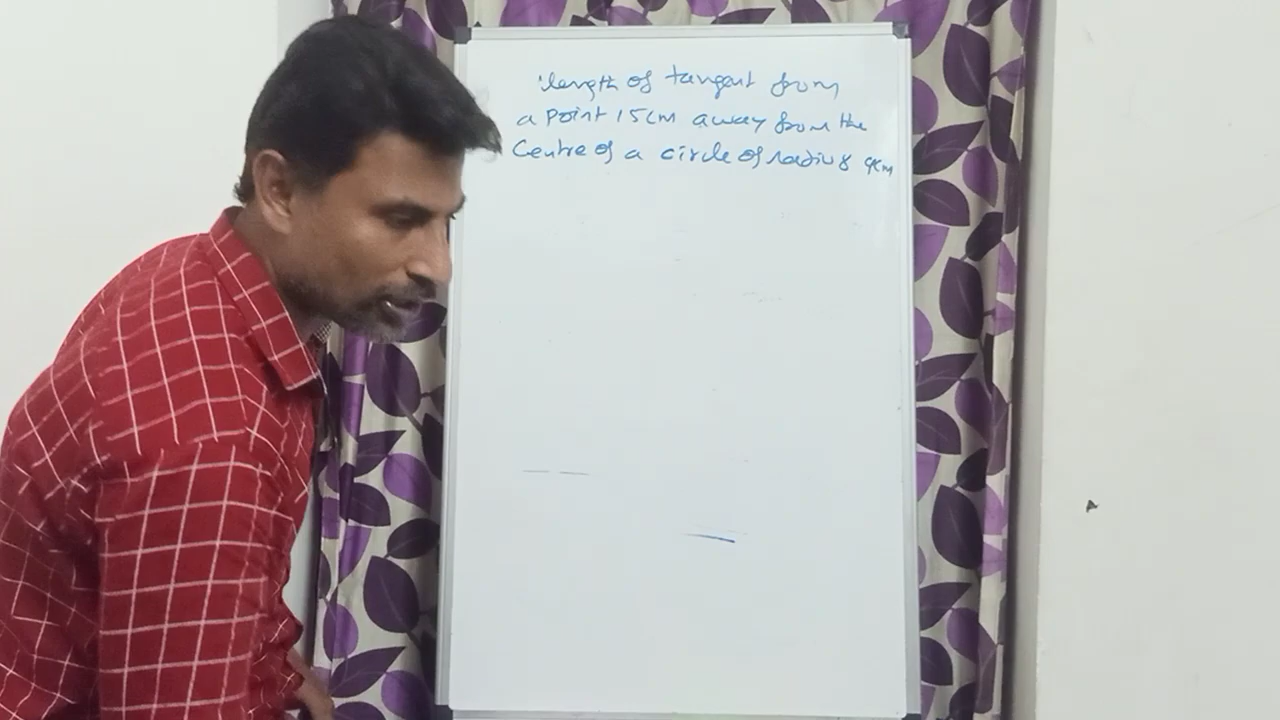 length of tangent from
a point 15cm away from the
Centre of a circle of radius 9cm